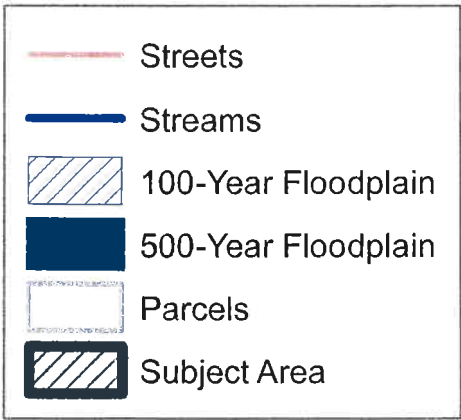 Streets
Streams
100-Year Floodplain
500-Year Floodplain
Parcels
Subject Area